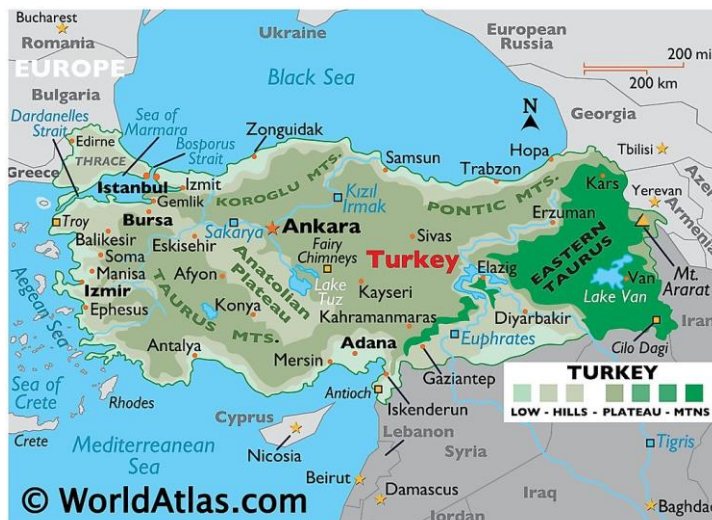 Bucharest
Romania
EUROPE
Ukraine
European
Russia
200 mi
200 km
Black Sea
Bulgaria
Dardanelles
Strait
Sea of
Marmara
Bosporus
Strait
Edirne
THRACE
Greece
Istanbul
Izmit
Gemlik
Zonguidak
N
Georgia
Tbilisi
Hopa
Samsun
Trabzon
KOROGLU MTS.
PONTIC MTS.
Kars
Yerevan
Azer
Armenia
Troy
Bursa
Balikesir
Soma
Manisa
Izmir
Ephesus
Eskisehir
Sakarya
Ankara
Kızıl
Irmak
Sivas
Erzuman
Fairy
Chimneys
Turkey
Elazig
EASTERN
TAURUS
Mt.
Ararat
Van
Lake Van
Afyon
Anatolian
Plateau
Lake
Tuz
Kayseri
Konya
TAURUS MTS.
Kahramanmaras
Diyarbakir
Iran
Cilo Dagi
Aegean Sea
Antalya
Mersin
Adana
Euphrates
Gaziantep
Antioch
Iskenderun
TURKEY
LOW - HILLS - PLATEAU - MTNS
Sea of
Crete
Rhodes
Crete
Cyprus
Nicosia
Mediterranean
Sea
Lebanon
Syria
Tigris
Beirut
Damascus
Iraq
Jordan
Baghdad
© WorldAtlas.com